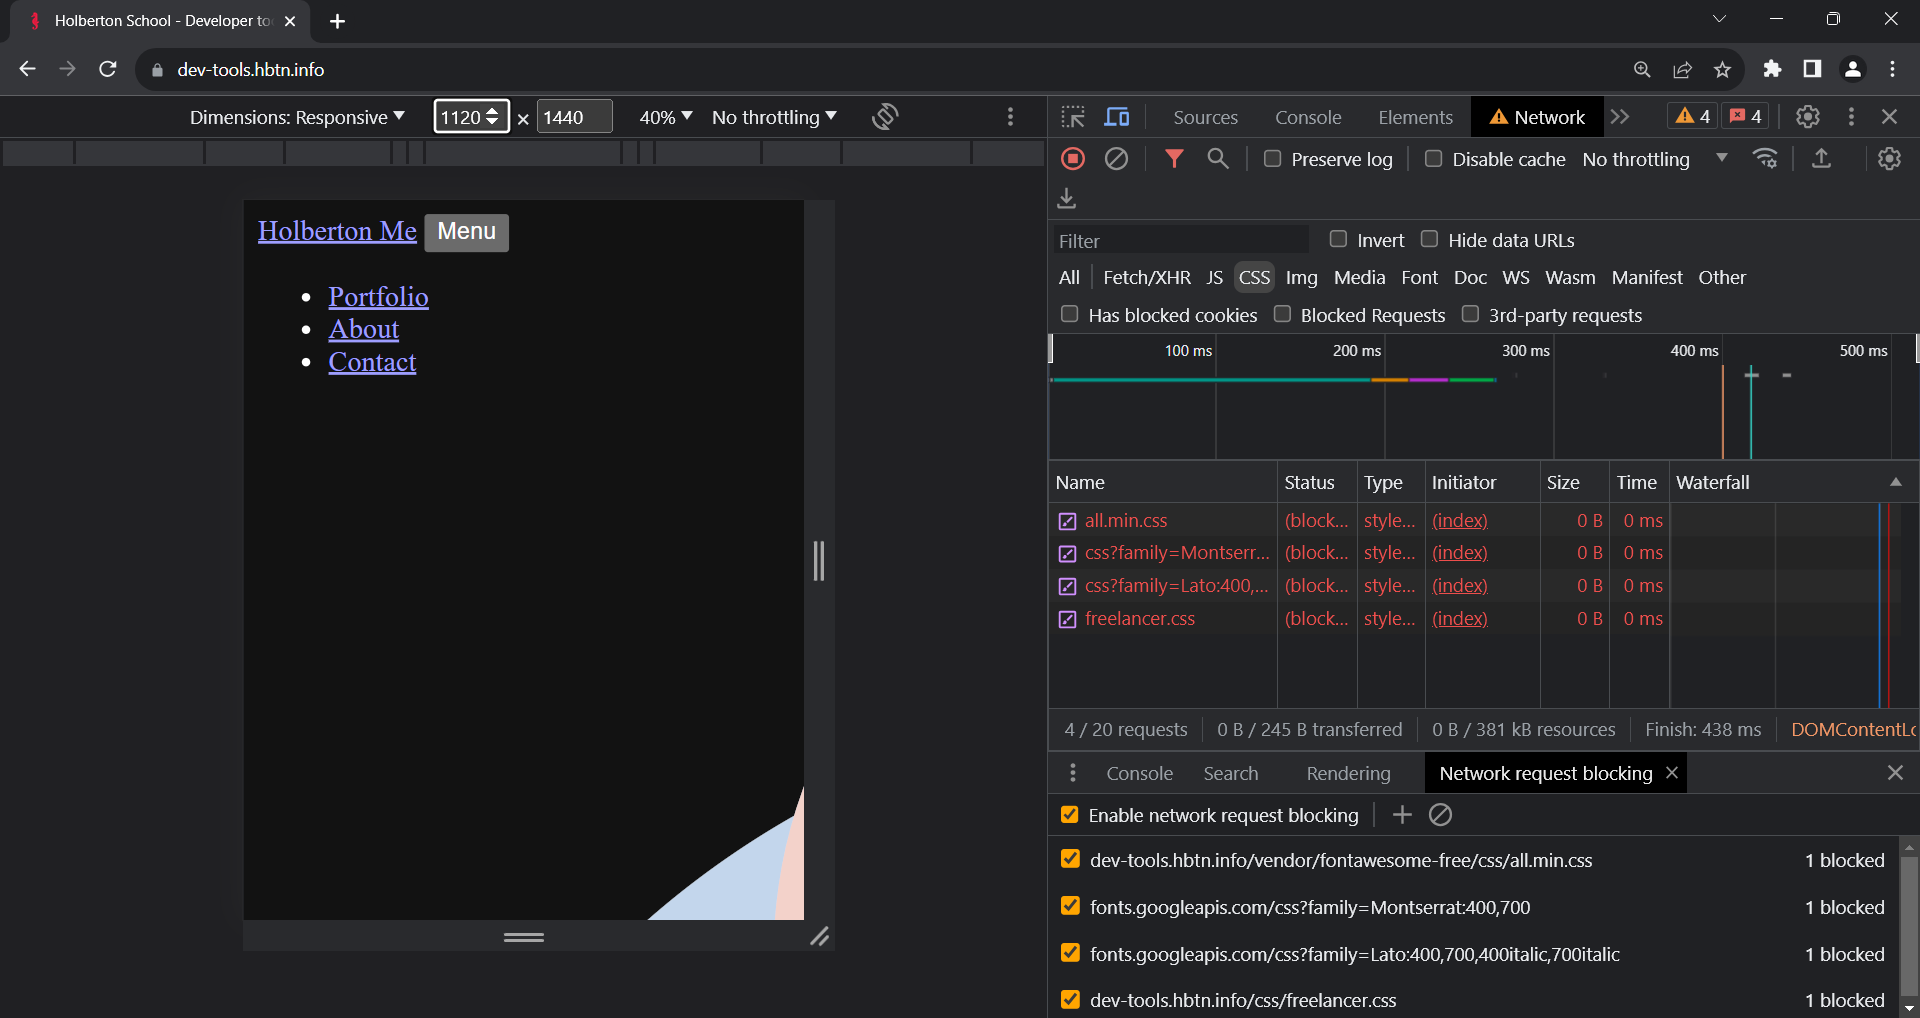 Holberton School - Developer to
dev-tools.hbtn.info
Dimensions: Responsive 1120 × 1440 40% No throttling
Sources Console Elements Network 4 4
Preserve log Disable cache No throttling
Filter Invert Hide data URLs
All Fetch/XHR JS CSS Img Media Font Doc WS Wasm Manifest Other
Has blocked cookies Blocked Requests 3rd-party requests
100 ms 200 ms 300 ms 400 ms 500 ms
Name Status Type Initiator Size Time Waterfall
all.min.css (block... style... (index) 0 B 0 ms
css?family=Montserr... (block... style... (index) 0 B 0 ms
css?family=Lato:400,... (block... style... (index) 0 B 0 ms
freelancer.css (block... style... (index) 0 B 0 ms
4 / 20 requests 0 B / 245 B transferred 0 B / 381 kB resources Finish: 438 ms DOMContentLo
Console Search Rendering Network request blocking
Enable network request blocking
dev-tools.hbtn.info/vendor/fontawesome-free/css/all.min.css 1 blocked
fonts.googleapis.com/css?family=Montserrat:400,700 1 blocked
fonts.googleapis.com/css?family=Lato:400,700,400italic,700italic 1 blocked
dev-tools.hbtn.info/css/freelancer.css 1 blocked
Holberton Me Menu
Portfolio
About
Contact